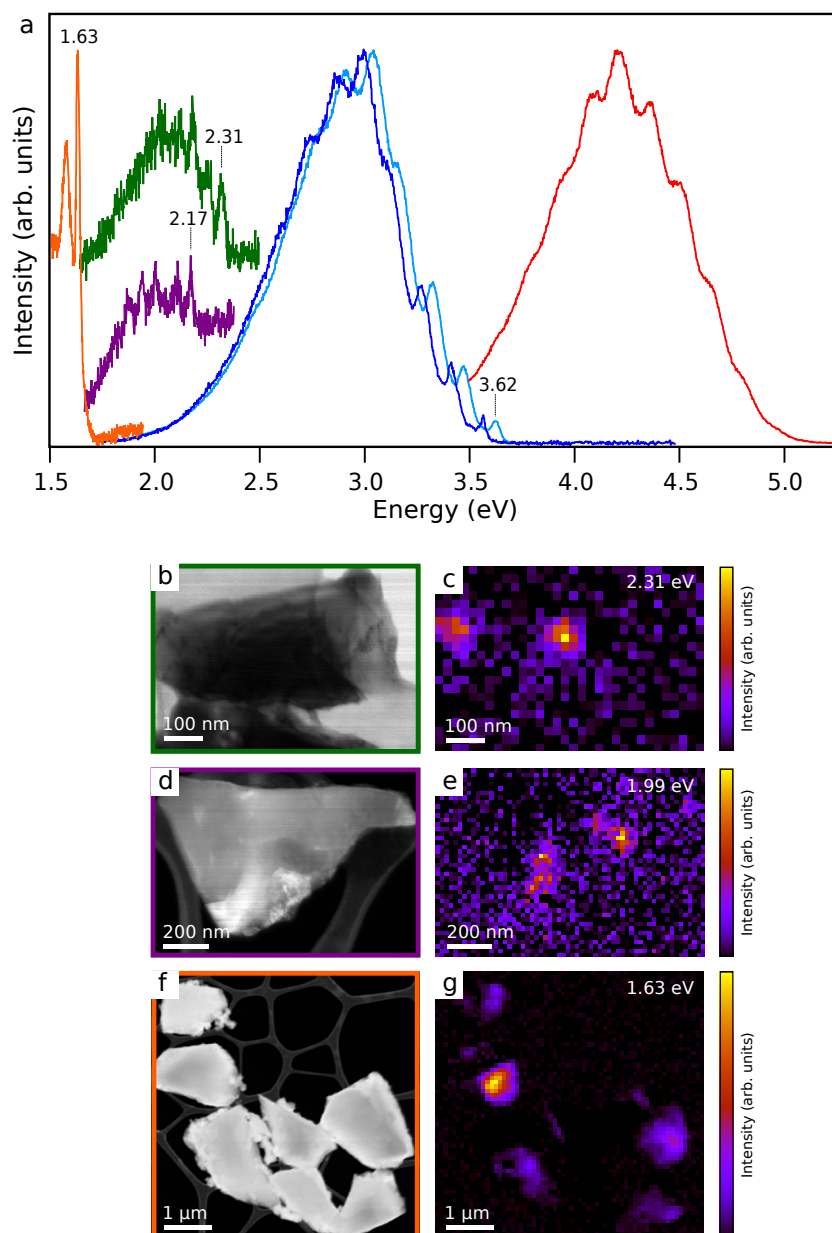 a
1.63
2.31
2.17
3.62
Intensity (arb. units)
1.5 2.0 2.5 3.0 3.5 4.0 4.5 5.0
Energy (eV)
b
100 nm
c
2.31 eV
100 nm
Intensity (arb. units)
d
200 nm
e
1.99 eV
200 nm
Intensity (arb. units)
f
1 μm
g
1.63 eV
1 μm
Intensity (arb. units)